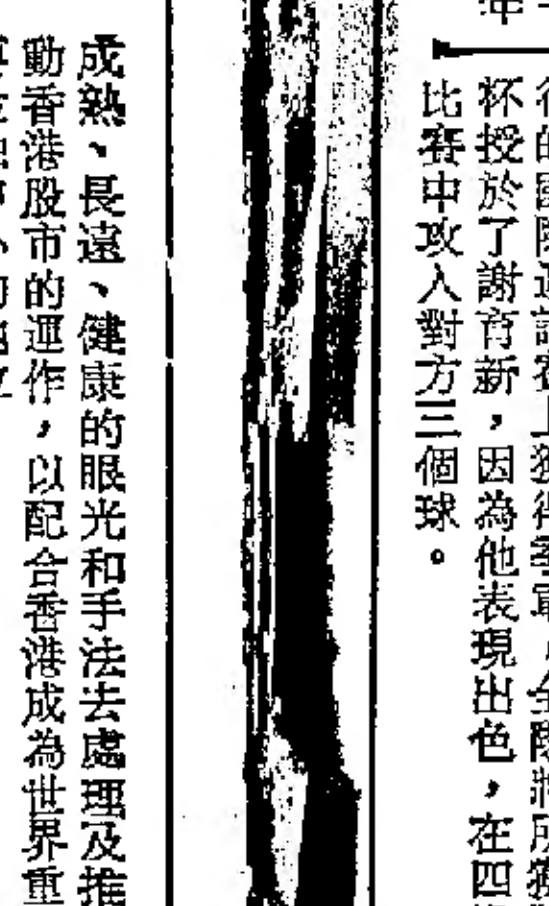 杯授於了謝育新，因為他表現出色，在四
比賽中攻入對方三個球。
成熟、長遠、健康的眼光和手法去處理及推
動香港股市的運作，以配合香港成為世界重